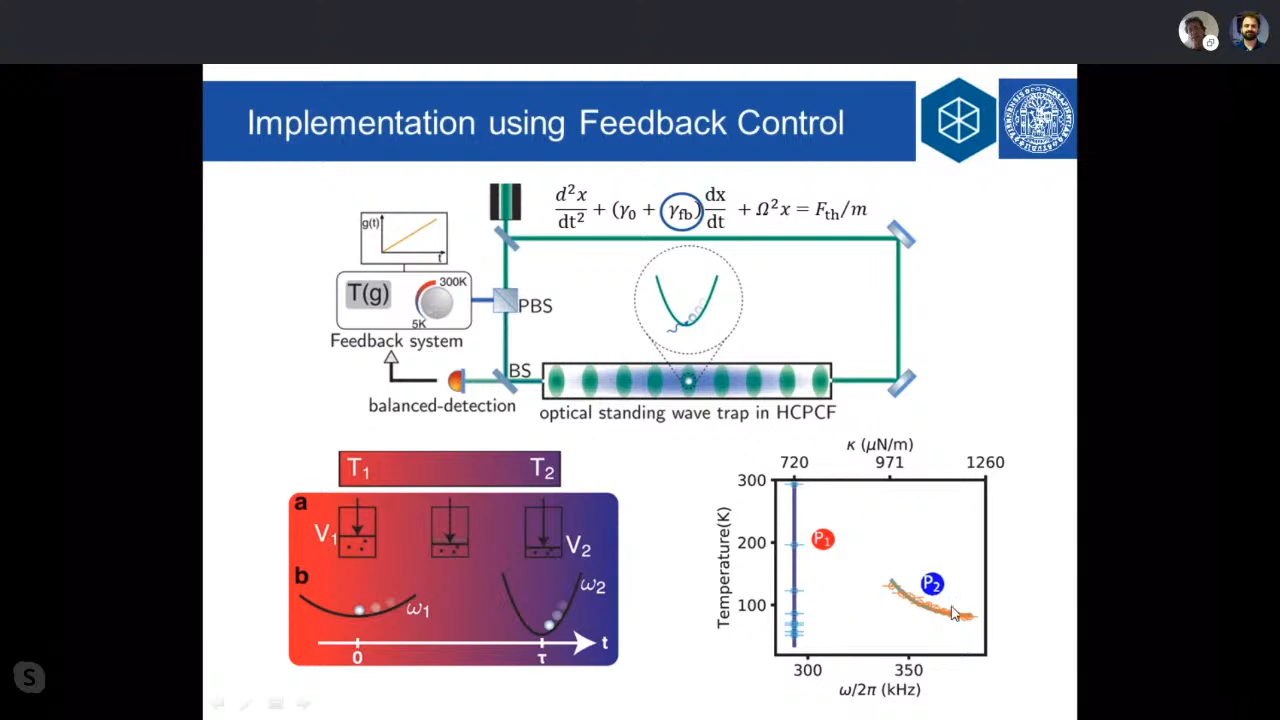 Implementation using Feedback Control
d²x/dt² + (γ₀ + γfb) dx/dt + Ω²x = Fth/m
g(t)
t
T(g)
300K
5K
PBS
Feedback system
BS
balanced-detection
optical standing wave trap in HCPCF
T₁
T₂
a
V₁
V₂
b
ω₁
ω₂
t
0
τ
κ (μN/m)
720
971
1260
Temperature(K)
300
200
100
P₁
P₂
300
350
ω/2π (kHz)
S